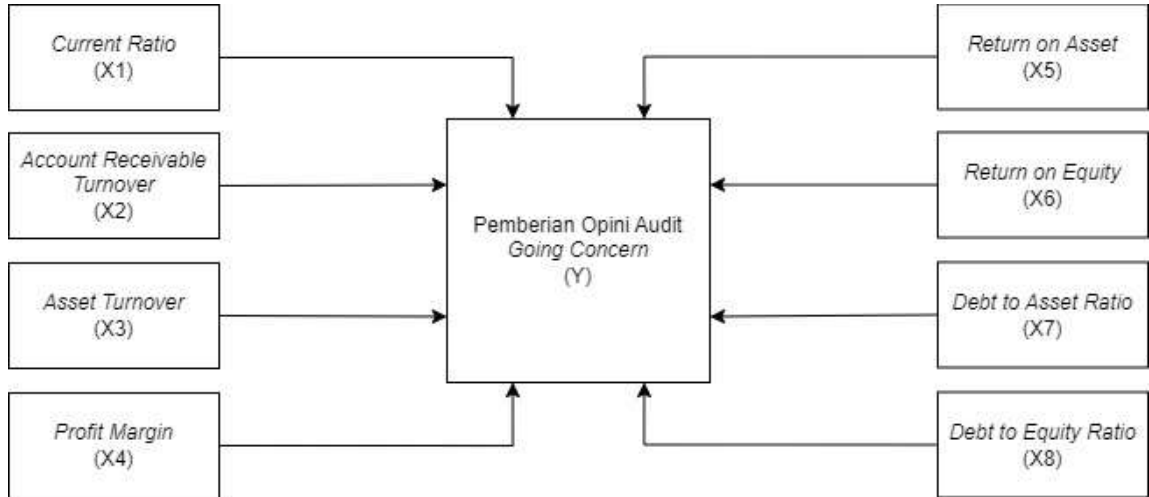 Current Ratio
(X1)
Account Receivable
Turnover
(X2)
Asset Turnover
(X3)
Profit Margin
(X4)
Pemberian Opini Audit
Going Concern
(Y)
Return on Asset
(X5)
Return on Equity
(X6)
Debt to Asset Ratio
(X7)
Debt to Equity Ratio
(X8)